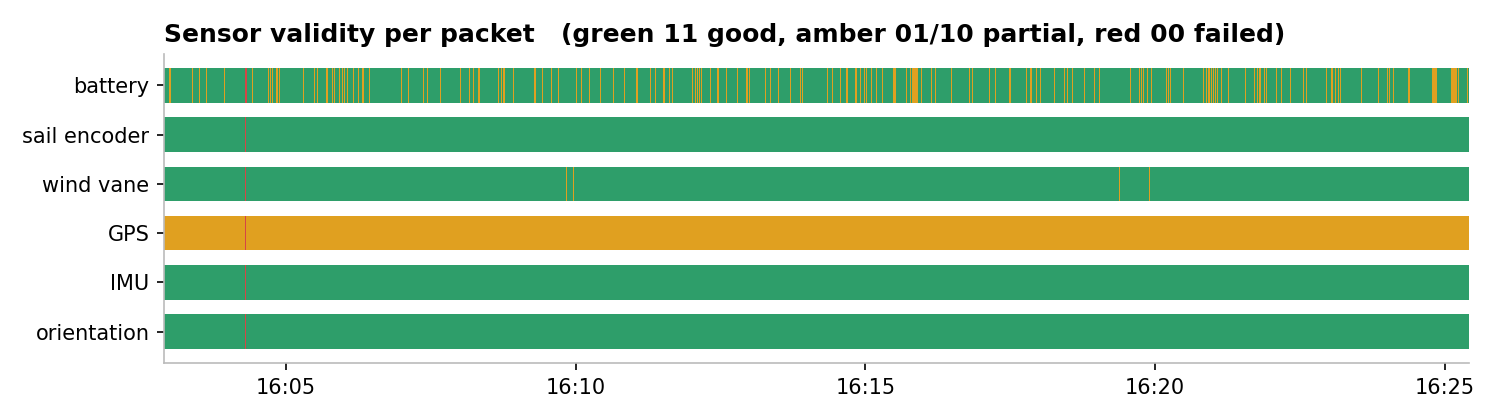 Sensor validity per packet   (green 11 good, amber 01/10 partial, red 00 failed)
battery
sail encoder
wind vane
GPS
IMU
orientation
16:05 16:10 16:15 16:20 16:25